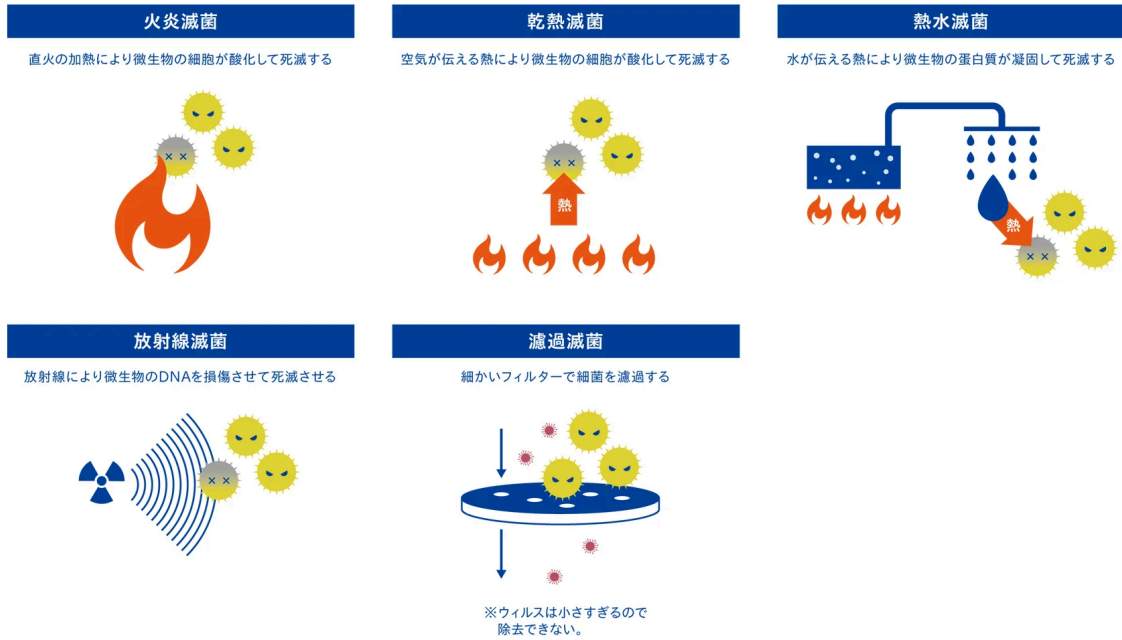 火炎滅菌
直火の加熱により微生物の細胞が酸化して死滅する
乾熱滅菌
空気が伝える熱により微生物の細胞が酸化して死滅する
熱
熱水滅菌
水が伝える熱により微生物の蛋白質が凝固して死滅する
熱
放射線滅菌
放射線により微生物のDNAを損傷させて死滅させる
濾過滅菌
細かいフィルターで細菌を濾過する
※ウィルスは小さすぎるので
除去できない。